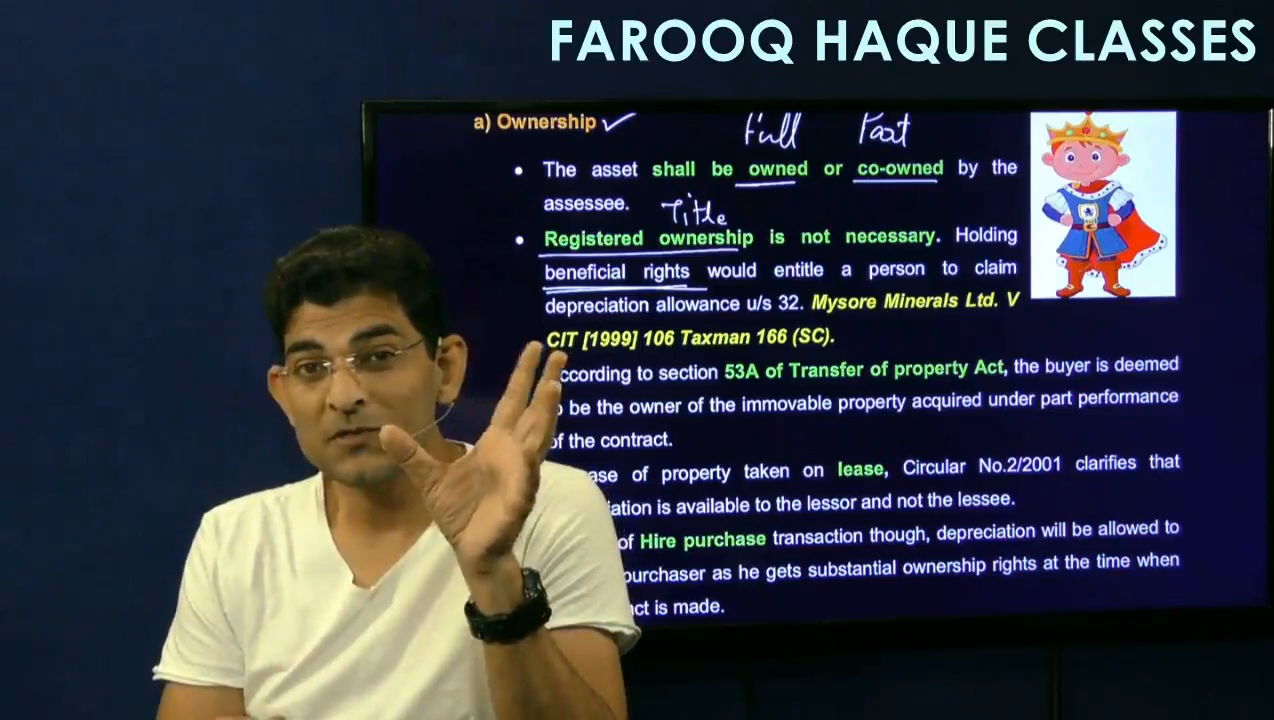 FAROOQ HAQUE CLASSES
a) Ownership
Full Part
The asset shall be owned or co-owned by the
assessee.
Title
Registered ownership is not necessary. Holding
beneficial rights would entitle a person to claim
depreciation allowance u/s 32. Mysore Minerals Ltd. V
CIT [1999] 106 Taxman 166 (SC).
section 53A of Transfer of property Act, the buyer is deemed
be the owner of the immovable property acquired under part performance
of the contract.
of property taken on lease, Circular No.2/2001 clarifies that
is available to the lessor and not the lessee.
of Hire purchase transaction though, depreciation will be allowed to
purchaser as he gets substantial ownership rights at the time when
is made.